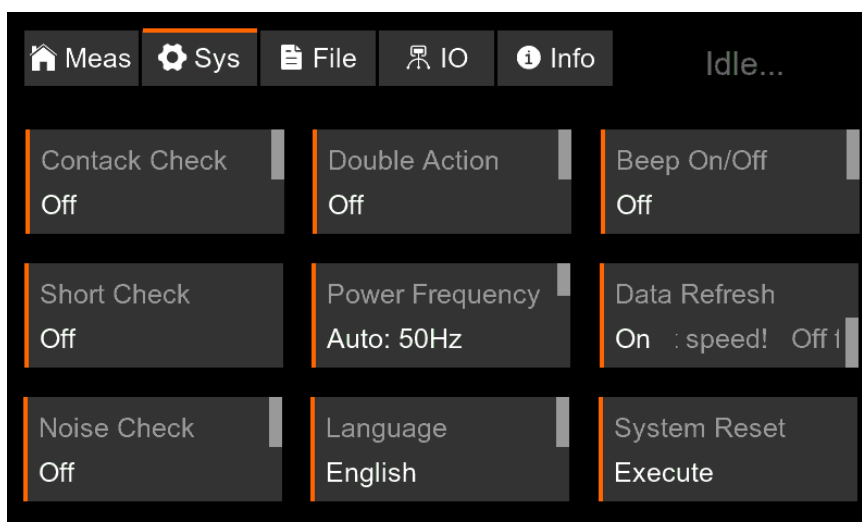 Meas Sys File IO Info Idle...
Contack Check Double Action Beep On/Off
Off Off Off
Short Check Power Frequency Data Refresh
Off Auto: 50Hz On : speed! Off
Noise Check Language System Reset
Off English Execute